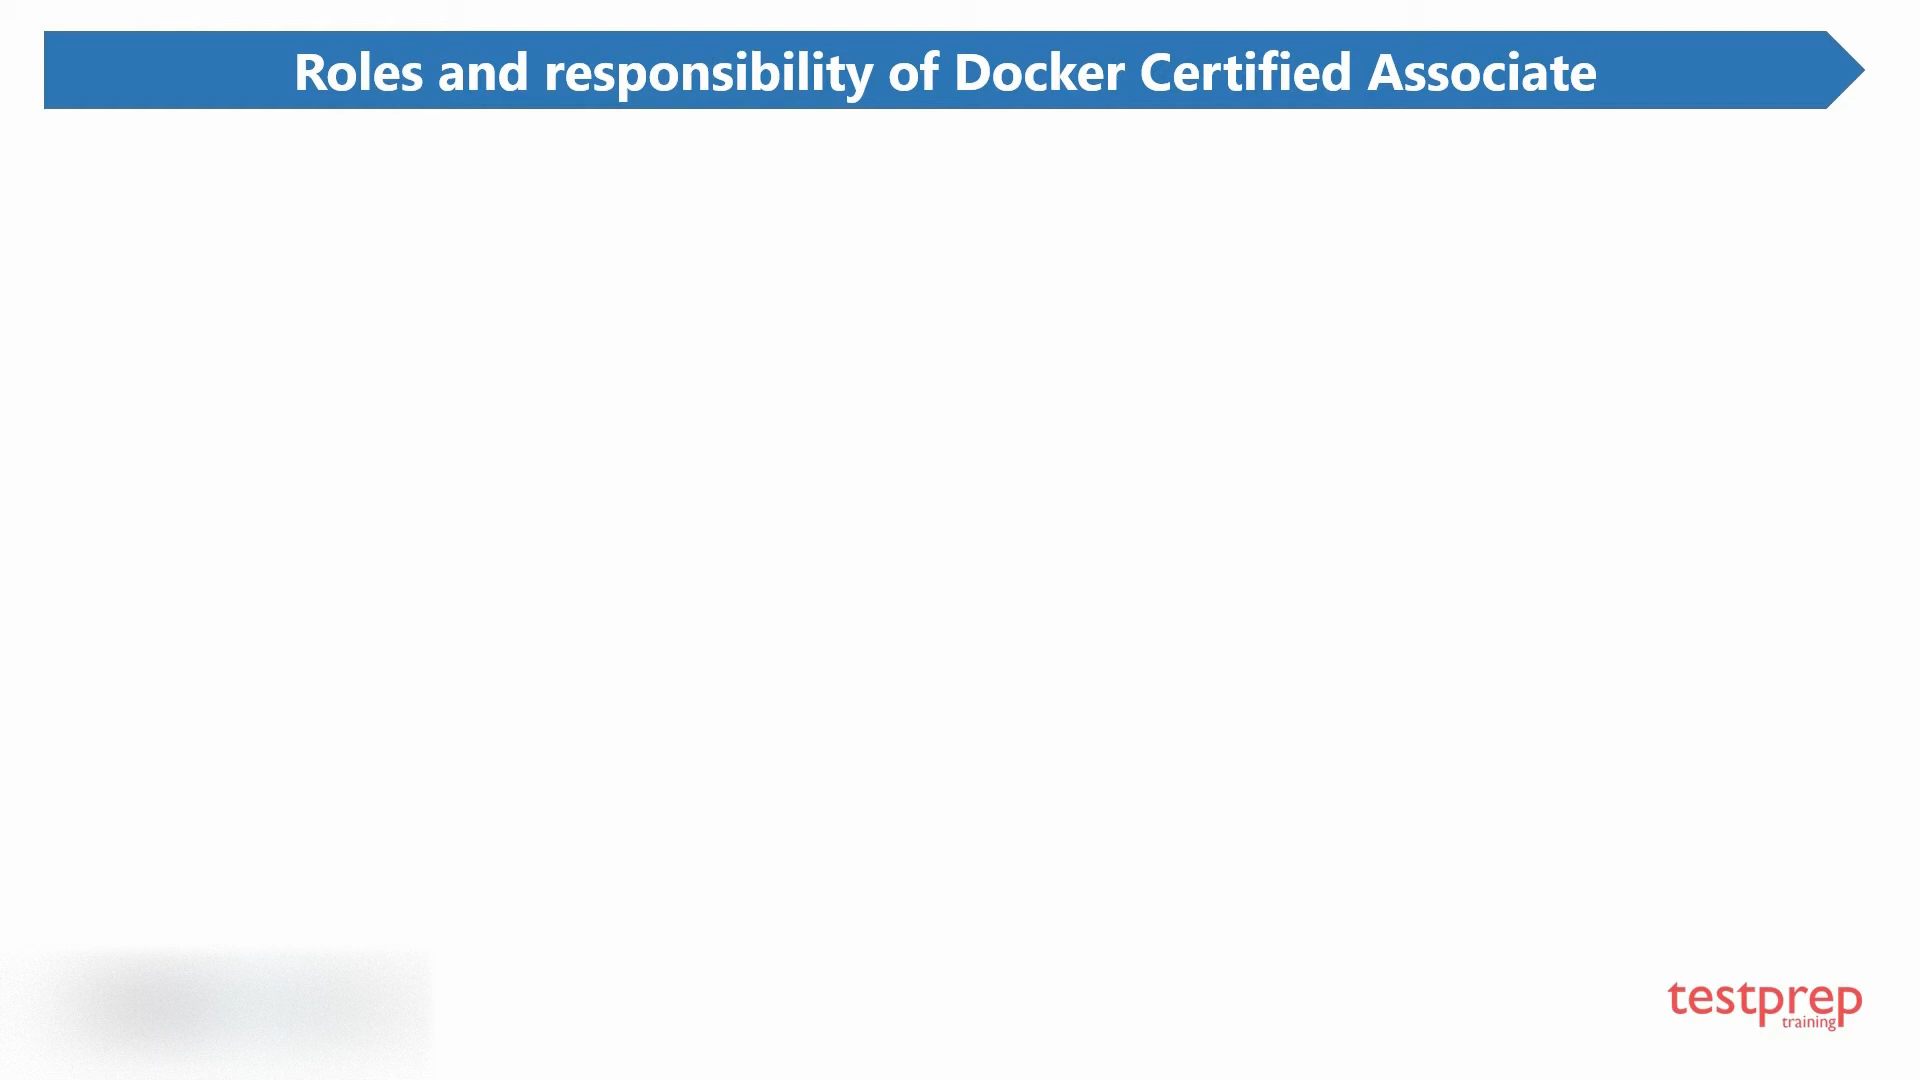 Roles and responsibility of Docker Certified Associate
testprep
training